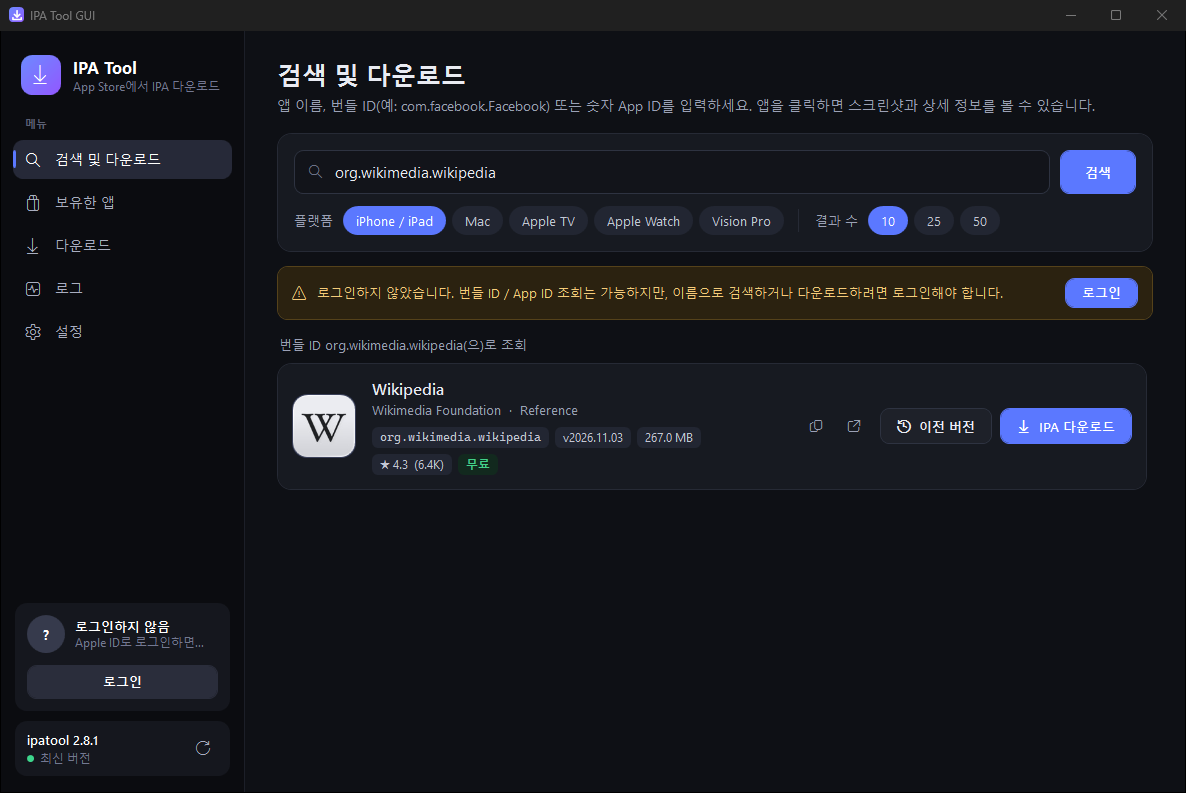 IPA Tool GUI
IPA Tool
App Store에서 IPA 다운로드
메뉴
검색 및 다운로드
보유한 앱
다운로드
로그
설정
로그인하지 않음
Apple ID로 로그인하면...
로그인
ipatool 2.8.1
최신 버전
검색 및 다운로드
앱 이름, 번들 ID(예: com.facebook.Facebook) 또는 숫자 App ID를 입력하세요. 앱을 클릭하면 스크린샷과 상세 정보를 볼 수 있습니다.
org.wikimedia.wikipedia
검색
플랫폼 iPhone / iPad Mac Apple TV Apple Watch Vision Pro 결과 수 10 25 50
로그인하지 않았습니다. 번들 ID / App ID 조회는 가능하지만, 이름으로 검색하거나 다운로드하려면 로그인해야 합니다.
로그인
번들 ID org.wikimedia.wikipedia(으)로 조회
W
Wikipedia
Wikimedia Foundation · Reference
org.wikimedia.wikipedia v2026.11.03 267.0 MB
★ 4.3 (6.4K) 무료
이전 버전
IPA 다운로드